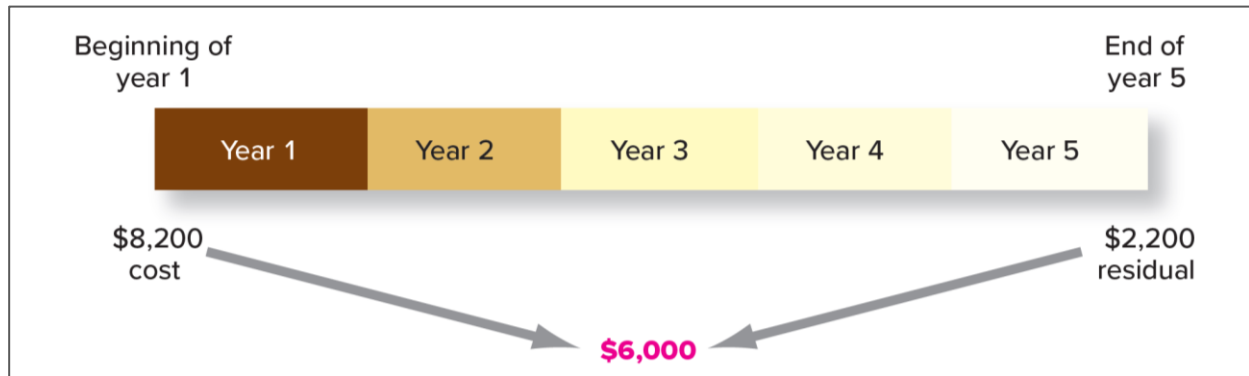 Beginning of
year 1
End of
year 5
Year 1
Year 2
Year 3
Year 4
Year 5
$8,200
cost
$2,200
residual
$6,000